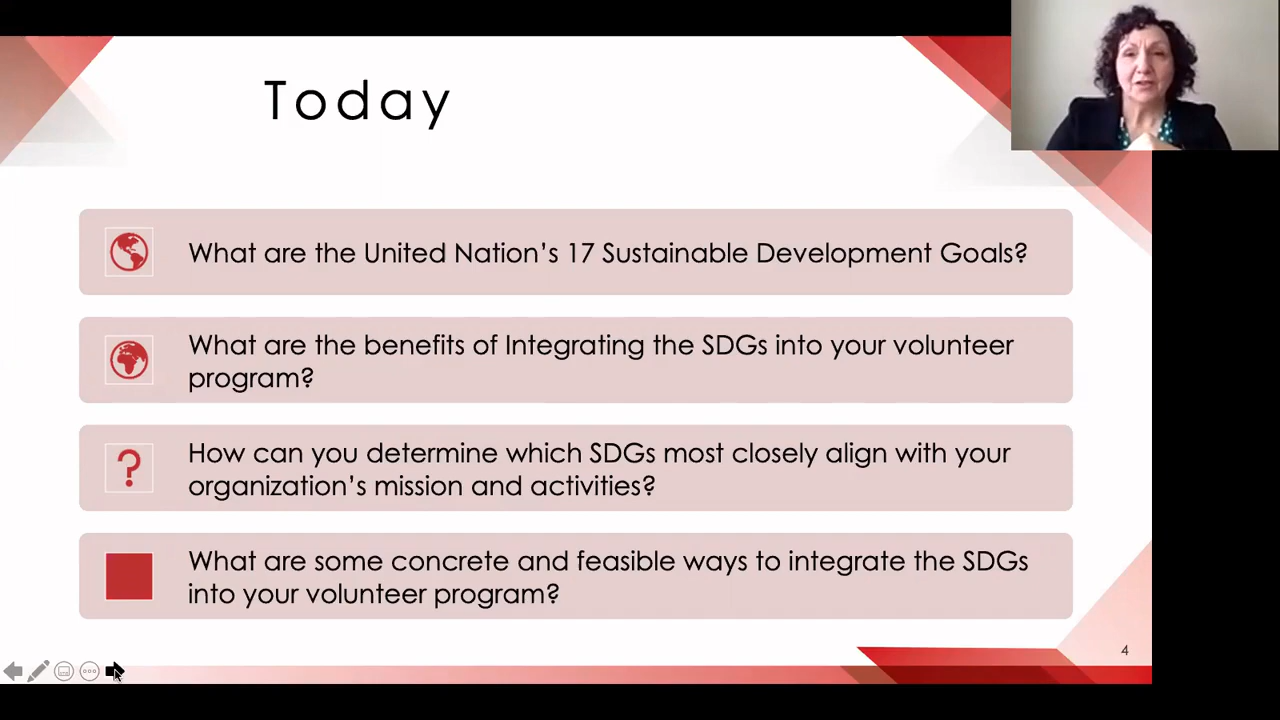 Today
What are the United Nation’s 17 Sustainable Development Goals?
What are the benefits of Integrating the SDGs into your volunteer
program?
?
How can you determine which SDGs most closely align with your
organization’s mission and activities?
What are some concrete and feasible ways to integrate the SDGs
into your volunteer program?
4